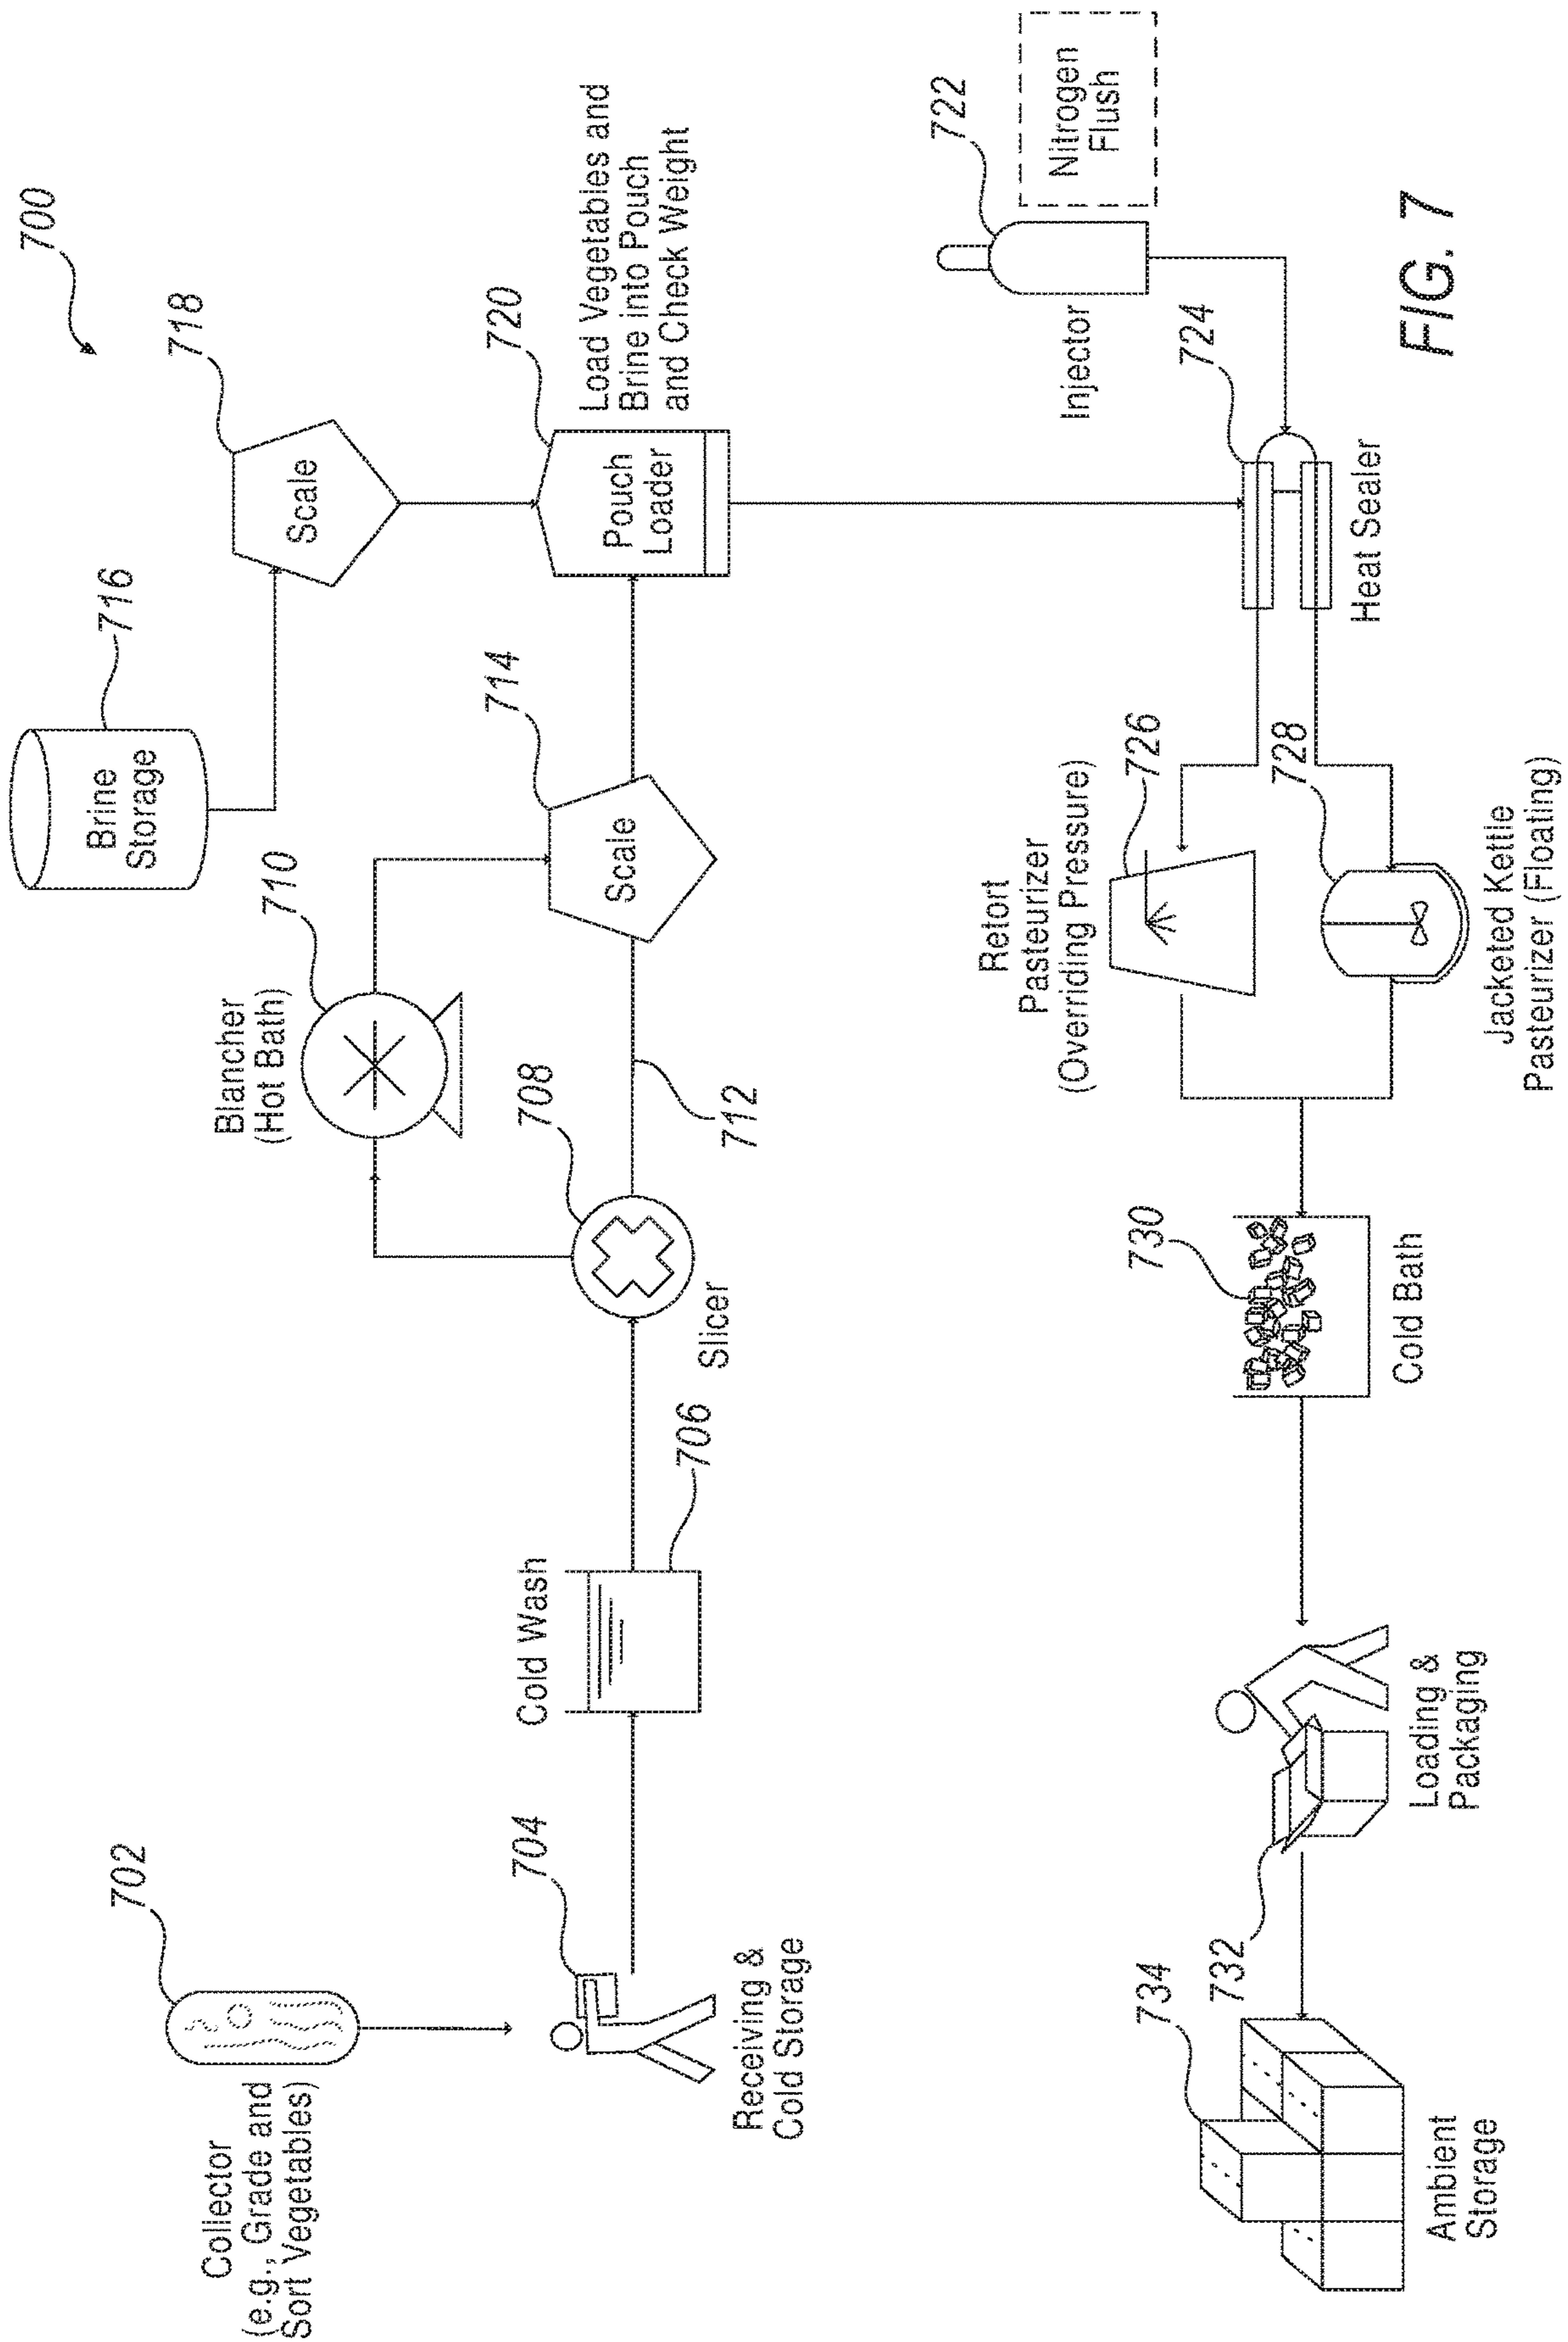 700
Collector
(e.g., Grade and
Sort Vegetables)
702
704
Receiving &
Cold Storage
Cold Wash
706
Slicer
708
Blancher
(Hot Bath)
710
712
714
Scale
Brine
Storage
716
718
Scale
720
Pouch
Loader
Load Vegetables and
Brine into Pouch
and Check Weight
722
Injector
Nitrogen
Flush
724
Heat Sealer
Retort
Pasteurizer
(Overriding Pressure)
726
728
Jacketed Kettle
Pasteurizer (Floating)
730
Cold Bath
Loading &
Packaging
732
734
Ambient
Storage
FIG. 7